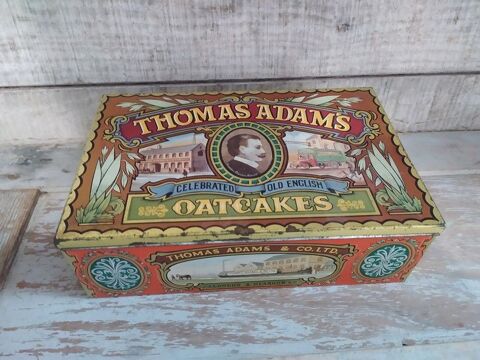 THOMAS ADAMS
CELEBRATED OLD ENGLISH
OATCAKES
THOMAS ADAMS & CO. LTD.